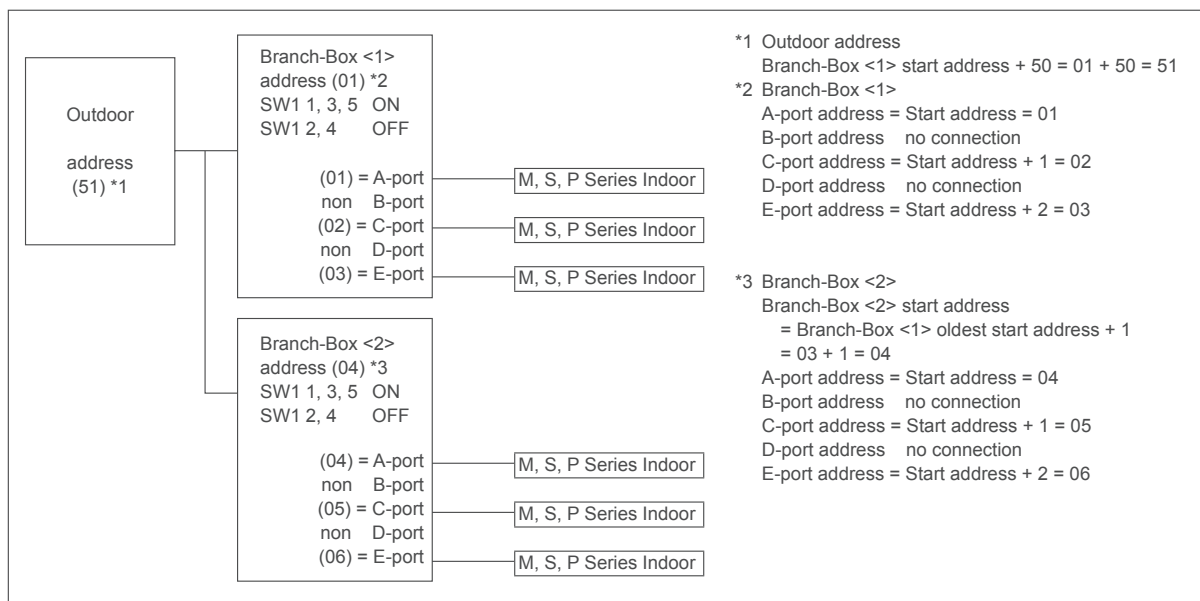 Outdoor
address
(51) *1
Branch-Box <1>
address (01) *2
SW1 1, 3, 5 ON
SW1 2, 4 OFF
(01) = A-port
non B-port
(02) = C-port
non D-port
(03) = E-port
M, S, P Series Indoor
M, S, P Series Indoor
M, S, P Series Indoor
Branch-Box <2>
address (04) *3
SW1 1, 3, 5 ON
SW1 2, 4 OFF
(04) = A-port
non B-port
(05) = C-port
non D-port
(06) = E-port
M, S, P Series Indoor
M, S, P Series Indoor
M, S, P Series Indoor
*1 Outdoor address
Branch-Box <1> start address + 50 = 01 + 50 = 51
*2 Branch-Box <1>
A-port address = Start address = 01
B-port address no connection
C-port address = Start address + 1 = 02
D-port address no connection
E-port address = Start address + 2 = 03
*3 Branch-Box <2>
Branch-Box <2> start address
= Branch-Box <1> oldest start address + 1
= 03 + 1 = 04
A-port address = Start address = 04
B-port address no connection
C-port address = Start address + 1 = 05
D-port address no connection
E-port address = Start address + 2 = 06